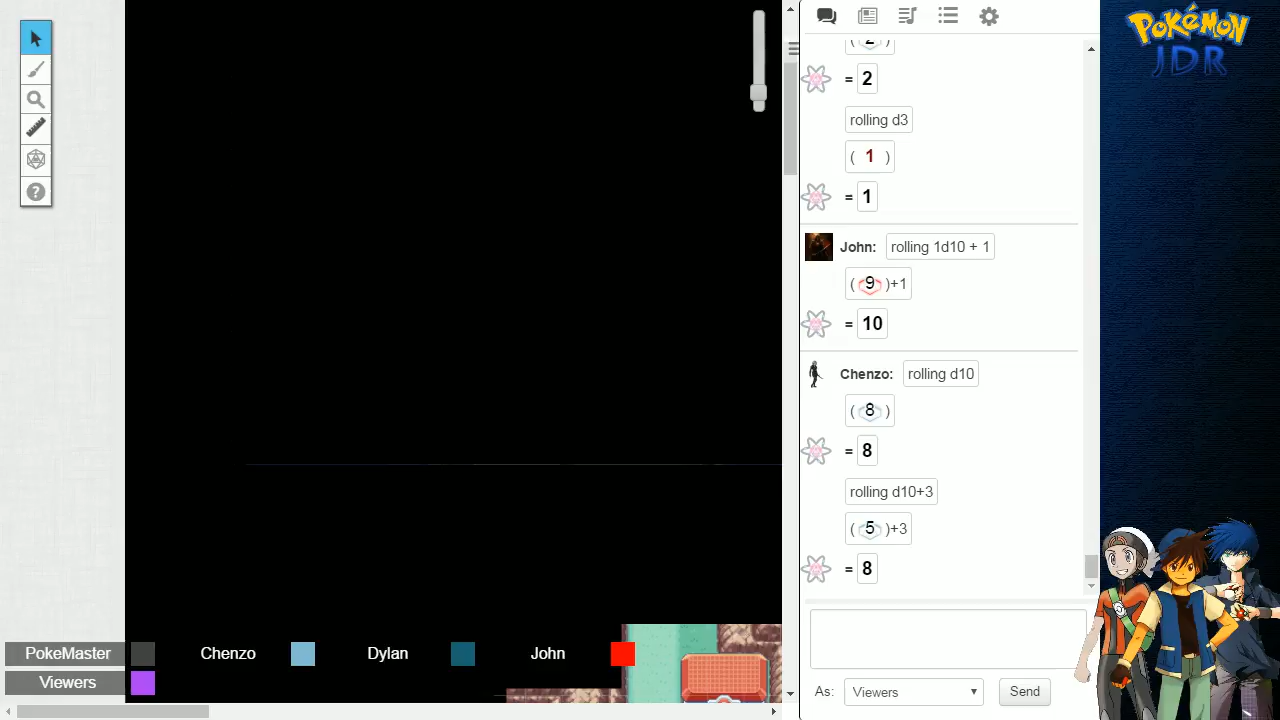 POKéMON
JDR
( 2 )
= 2
rolling d3
( 1 )
= 1
John: rolling 1d10 + 1
( 9 )+1
= 10
Chenzo: rolling d10
( 8 )
= 8
rolling d10+3
( 5 )+3
= 8
PokeMaster
Chenzo
Dylan
John
Viewers
As: Viewers Send